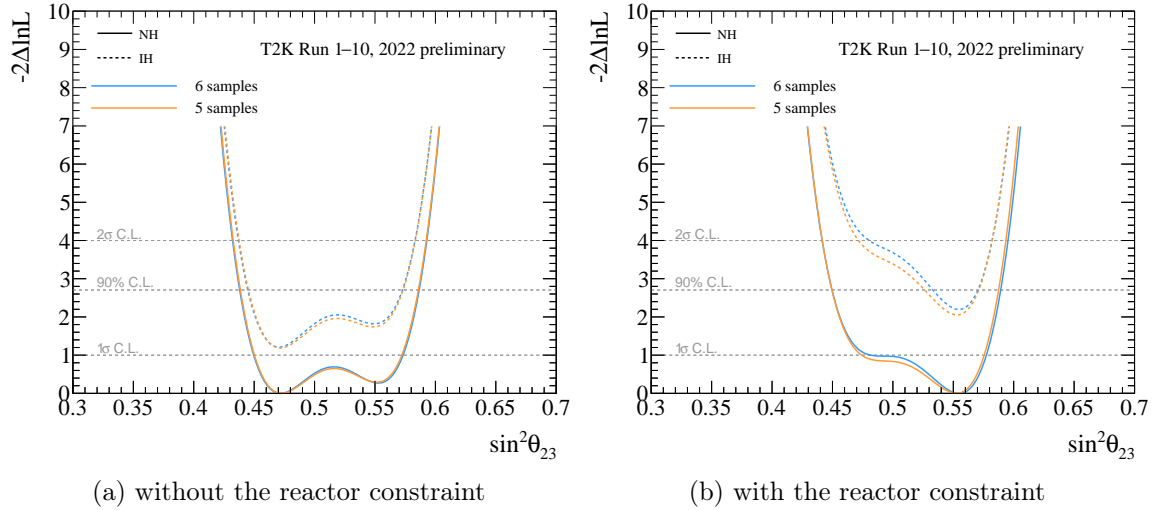 -2ΔlnL
10
9
8
7
6
5
4
3
2
1
0
NH
IH
T2K Run 1–10, 2022 preliminary
6 samples
5 samples
2σ C.L.
90% C.L.
1σ C.L.
0.3 0.35 0.4 0.45 0.5 0.55 0.6 0.65 0.7
sin²θ₂₃
(a) without the reactor constraint
-2ΔlnL
10
9
8
7
6
5
4
3
2
1
0
NH
IH
T2K Run 1–10, 2022 preliminary
6 samples
5 samples
2σ C.L.
90% C.L.
1σ C.L.
0.3 0.35 0.4 0.45 0.5 0.55 0.6 0.65 0.7
sin²θ₂₃
(b) with the reactor constraint